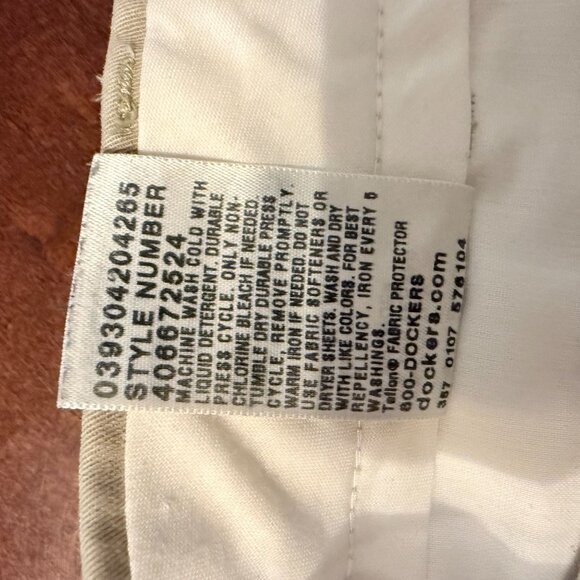 039304204265
STYLE NUMBER
406672524
MACHINE WASH COLD WITH
LIQUID DETERGENT, DURABLE
PRESS CYCLE. ONLY NON-
CHLORINE BLEACH IF NEEDED.
TUMBLE DRY DURABLE PRESS
CYCLE, REMOVE PROMPTLY.
WARM IRON IF NEEDED. DO NOT
USE FABRIC SOFTENERS OR
DRYER SHEETS. WASH AND DRY
WITH LIKE COLORS. FOR BEST
REPELLENCY, IRON EVERY 5
WASHINGS.
Teflon® FABRIC PROTECTOR
800-DOCKERS
dockers.com
357 0107 576104